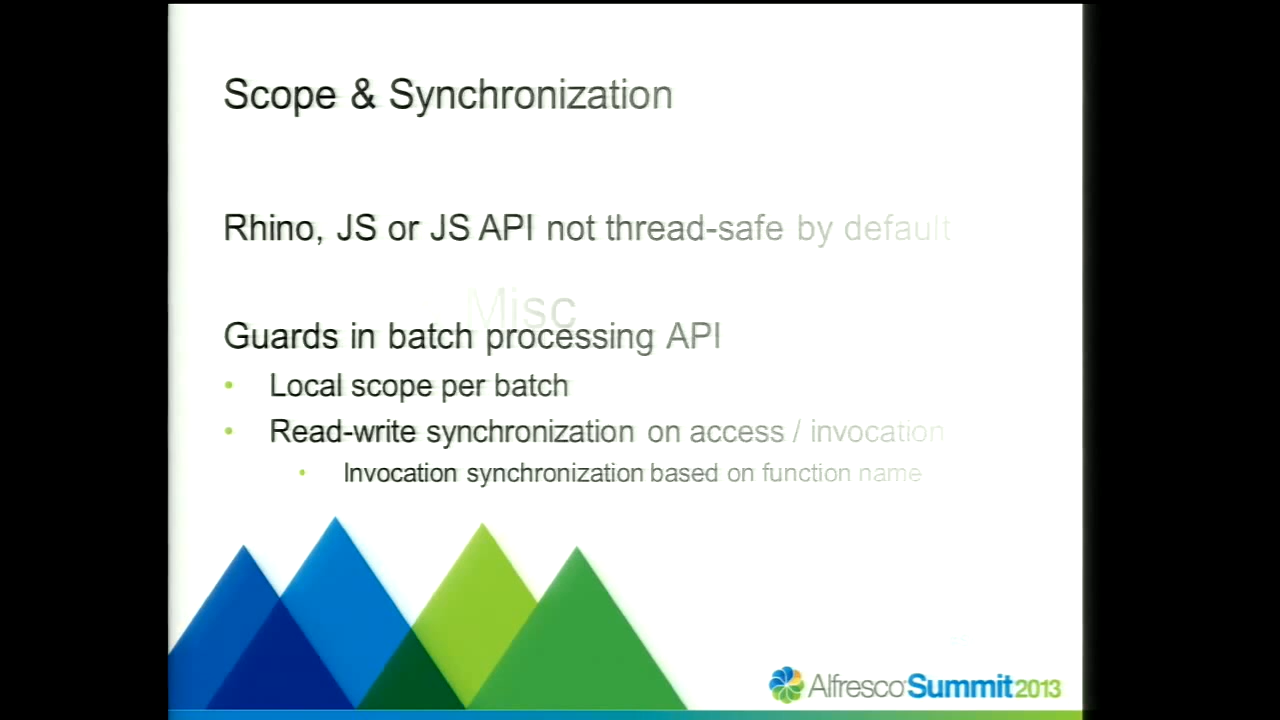 Scope & Synchronization
Rhino, JS or JS API not thread-safe by default
Misc
Guards in batch processing API
• Local scope per batch
• Read-write synchronization on access / invocation
• Invocation synchronization based on function name
Alfresco Summit 2013